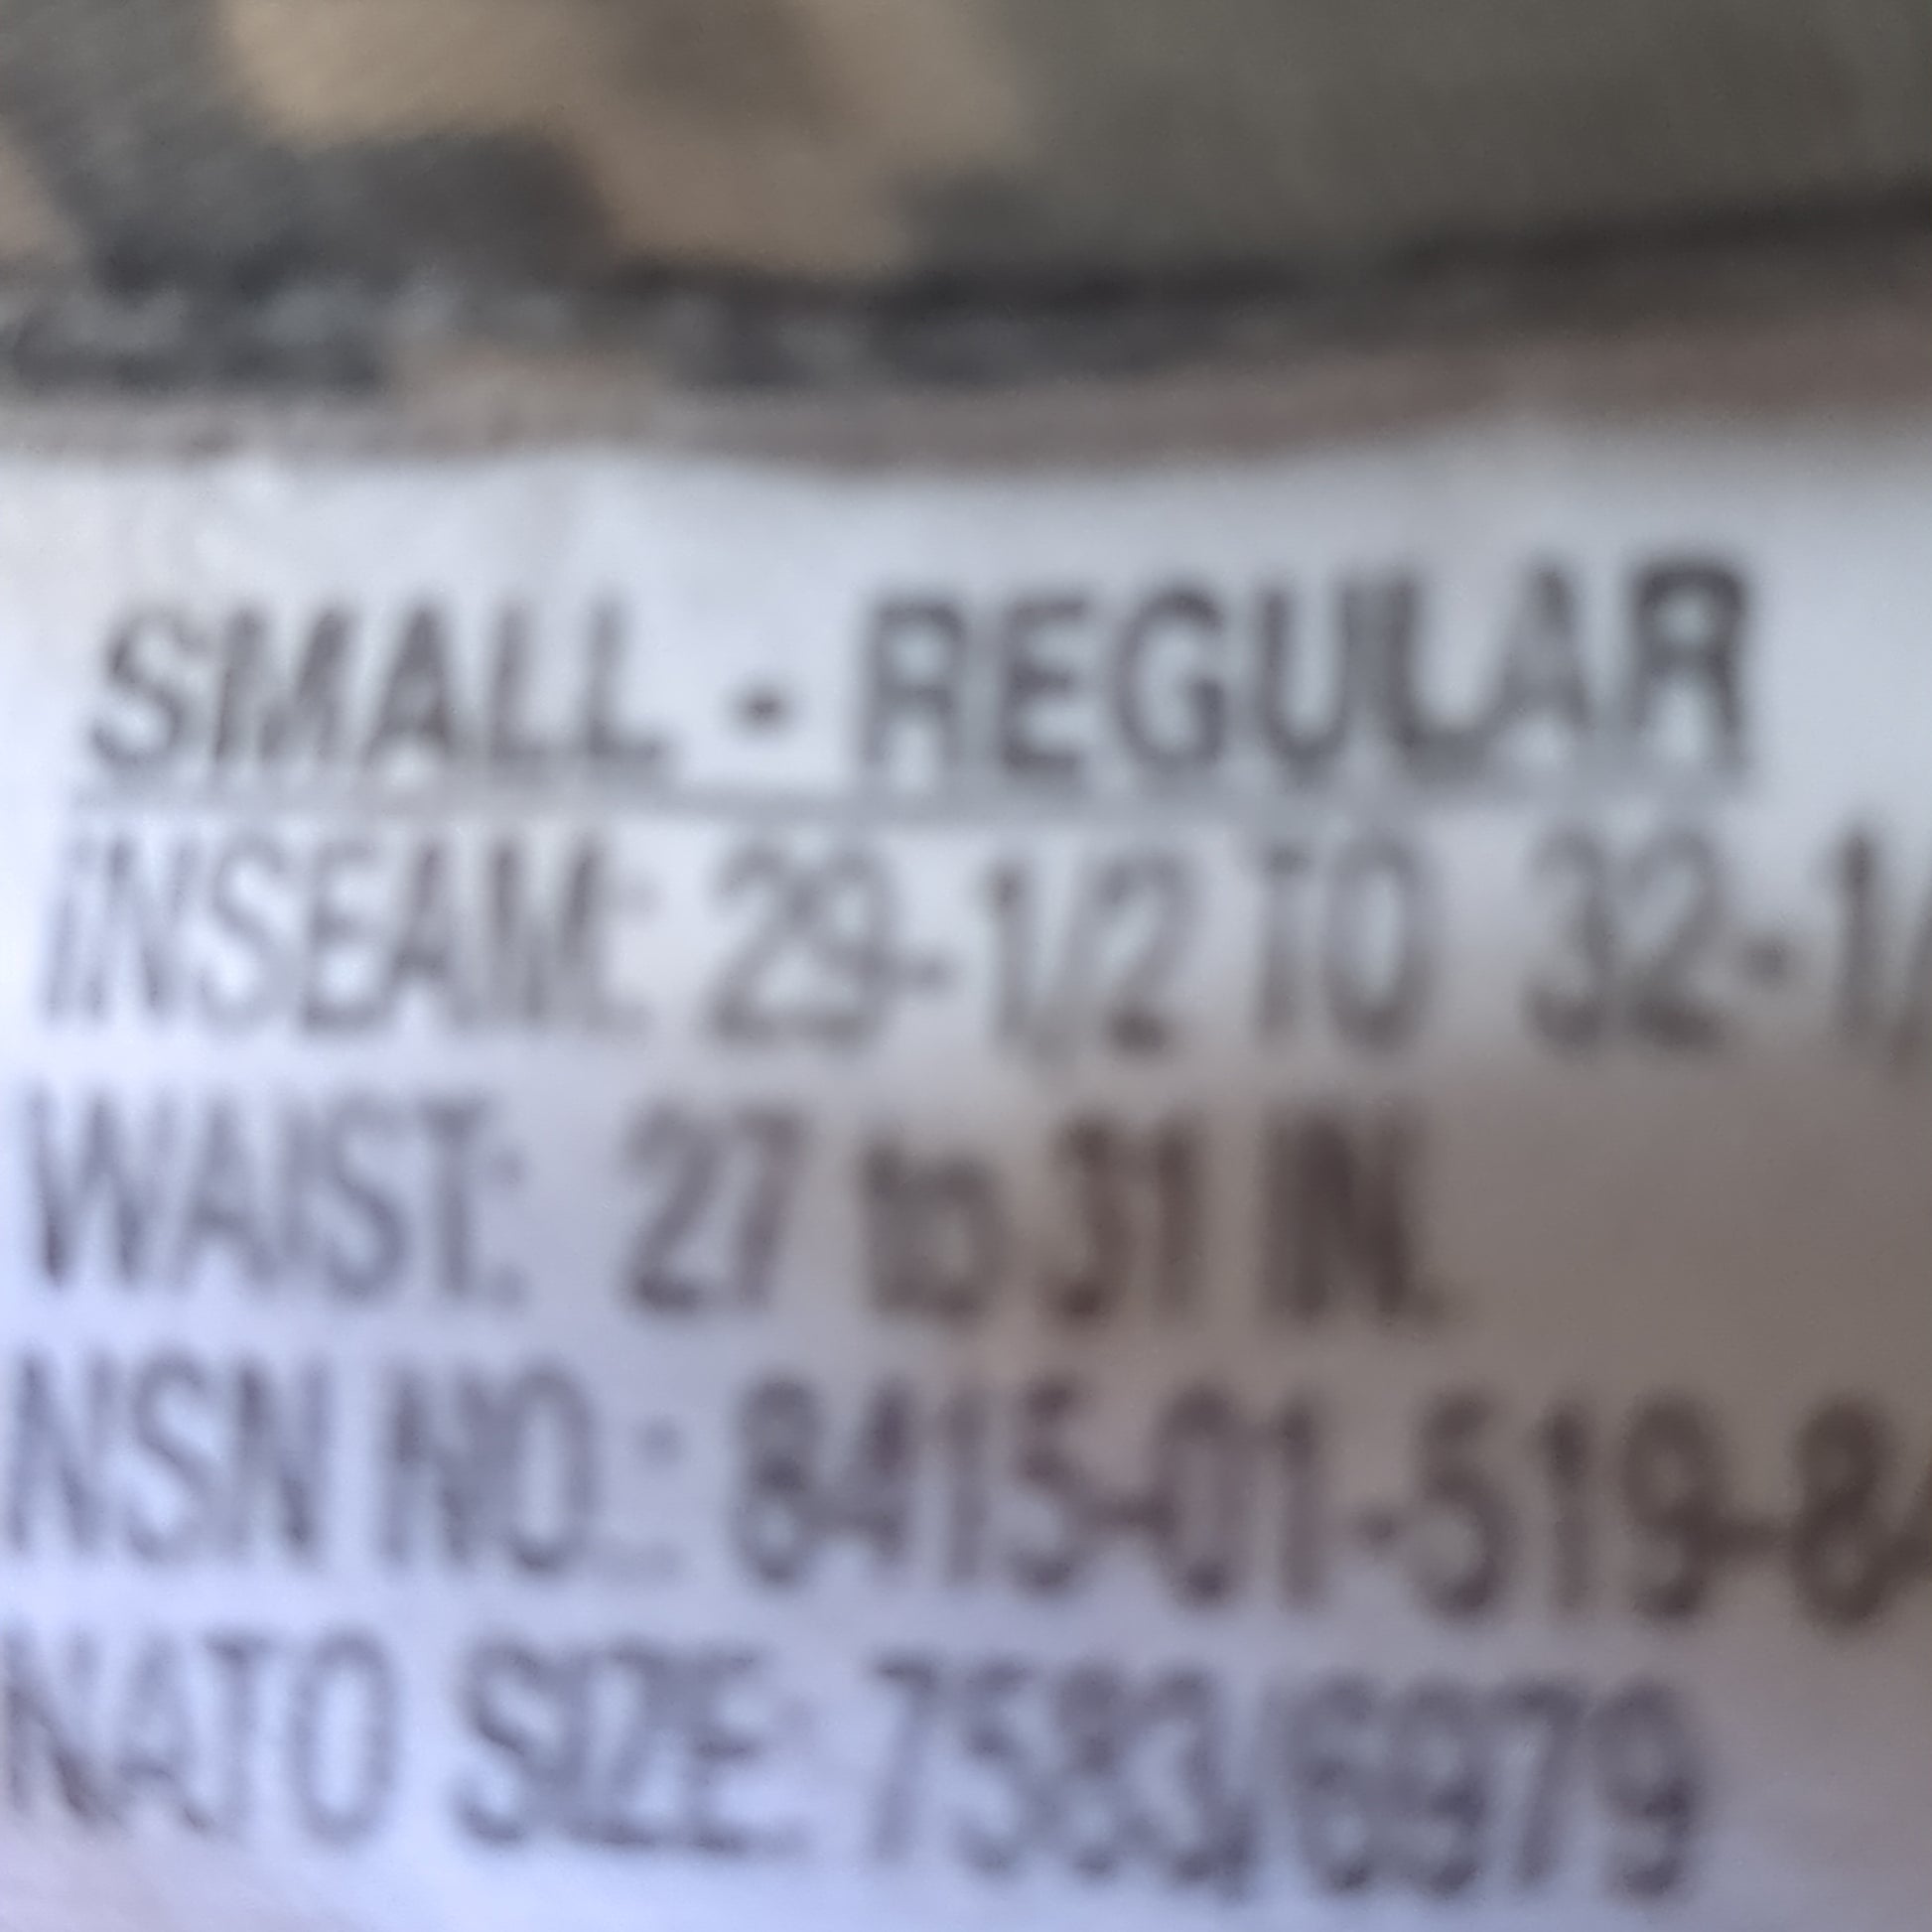 SMALL - REGULAR
INSEAM: 29-1/2 TO 32-1/
WAIST: 27 to 31 IN.
NSN NO.: 8415-01-519-84
NATO SIZE: 7583/6979